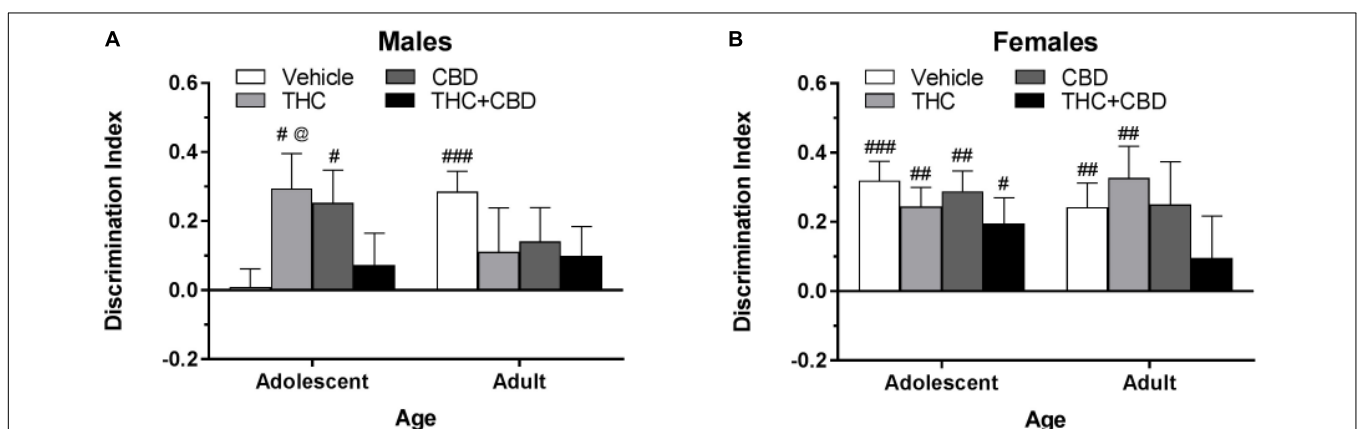 A Males
Vehicle CBD
THC THC+CBD
Discrimination Index
0.6
0.4
0.2
0.0
-0.2
# @
#
###
Adolescent Adult
Age
B Females
Vehicle CBD
THC THC+CBD
Discrimination Index
0.6
0.4
0.2
0.0
-0.2
###
##
##
#
##
##
Adolescent Adult
Age